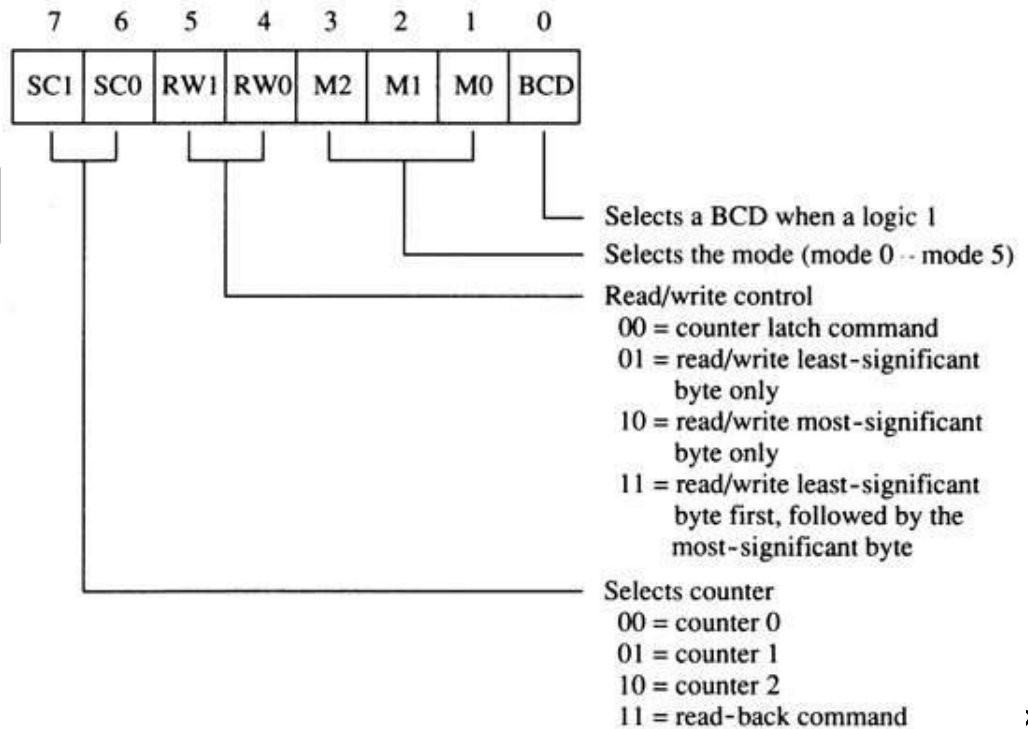 7 6 5 4 3 2 1 0
SC1 SC0 RW1 RW0 M2 M1 M0 BCD
Selects a BCD when a logic 1
Selects the mode (mode 0 - mode 5)
Read/write control
00 = counter latch command
01 = read/write least-significant
byte only
10 = read/write most-significant
byte only
11 = read/write least-significant
byte first, followed by the
most-significant byte
Selects counter
00 = counter 0
01 = counter 1
10 = counter 2
11 = read-back command